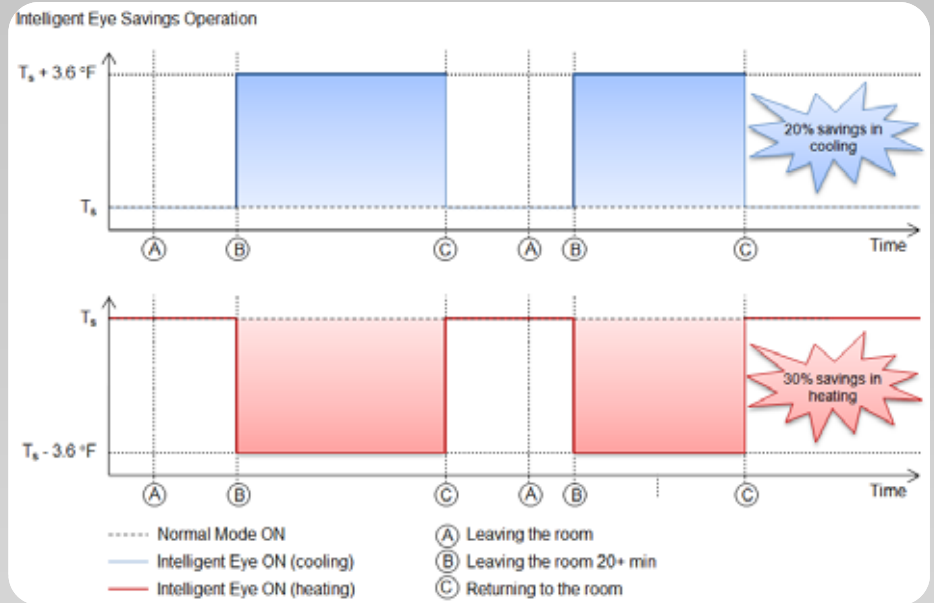 Intelligent Eye Savings Operation
Ts + 3.6 °F
20% savings in
cooling
Ts
A B C A B C
Time
Ts
30% savings in
heating
Ts - 3.6 °F
A B C A B C
Time
Normal Mode ON
Intelligent Eye ON (cooling)
Intelligent Eye ON (heating)
A Leaving the room
B Leaving the room 20+ min
C Returning to the room